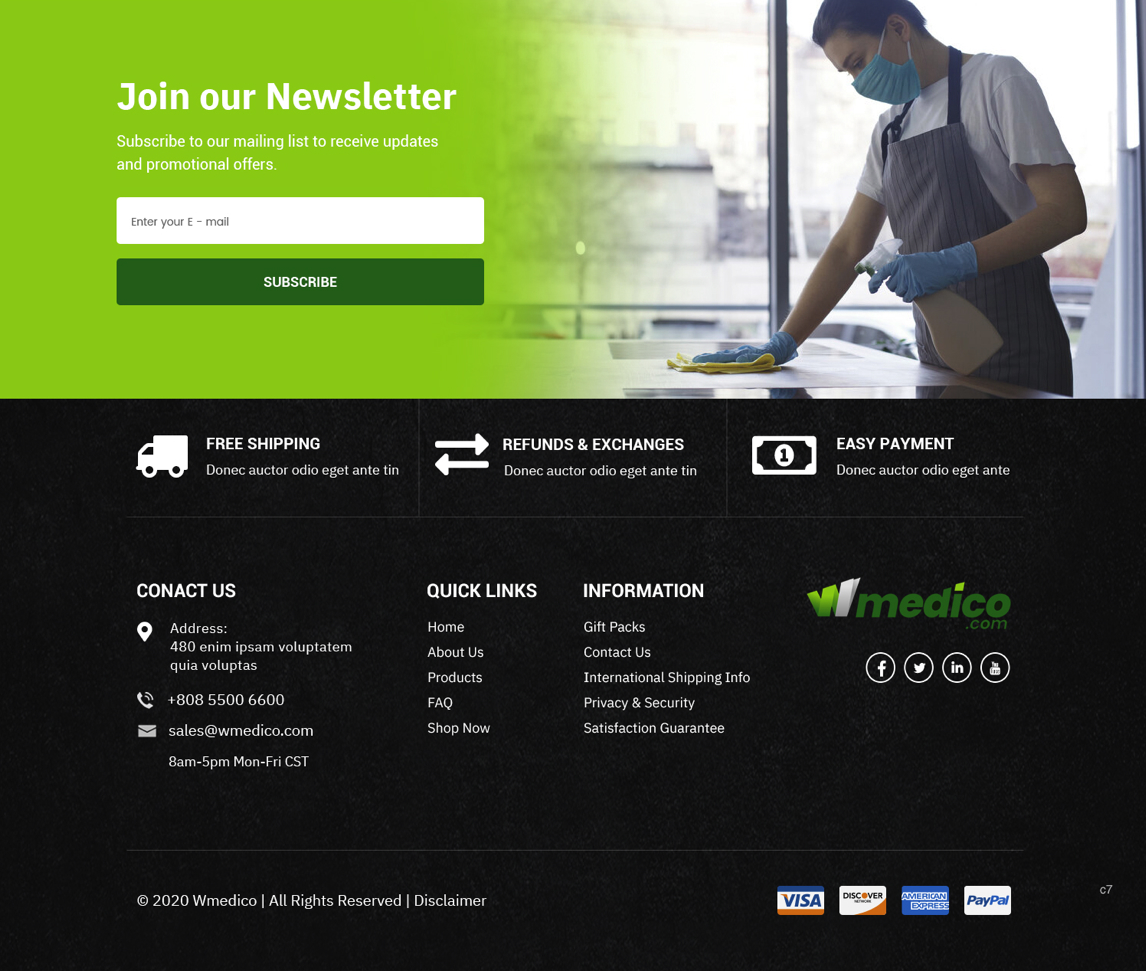 Join our Newsletter
Subscribe to our mailing list to receive updates
and promotional offers.
Enter your E - mail
SUBSCRIBE
FREE SHIPPING
Donec auctor odio eget ante tin
REFUNDS & EXCHANGES
Donec auctor odio eget ante tin
1
EASY PAYMENT
Donec auctor odio eget ante
CONACT US
Address:
480 enim ipsam voluptatem
quia voluptas
+808 5500 6600
sales@wmedico.com
8am-5pm Mon-Fri CST
QUICK LINKS
Home
About Us
Products
FAQ
Shop Now
INFORMATION
Gift Packs
Contact Us
International Shipping Info
Privacy & Security
Satisfaction Guarantee
Wmedico
.com
f
in
You
© 2020 Wmedico | All Rights Reserved | Disclaimer
VISA
DISCOVER
NETWORK
AMERICAN
EXPRESS
PayPal
c7